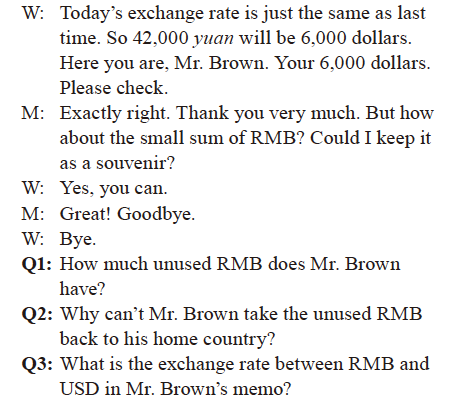 W: Today’s exchange rate is just the same as last
time. So 42,000 yuan will be 6,000 dollars.
Here you are, Mr. Brown. Your 6,000 dollars.
Please check.
M: Exactly right. Thank you very much. But how
about the small sum of RMB? Could I keep it
as a souvenir?
W: Yes, you can.
M: Great! Goodbye.
W: Bye.
Q1: How much unused RMB does Mr. Brown
have?
Q2: Why can’t Mr. Brown take the unused RMB
back to his home country?
Q3: What is the exchange rate between RMB and
USD in Mr. Brown’s memo?